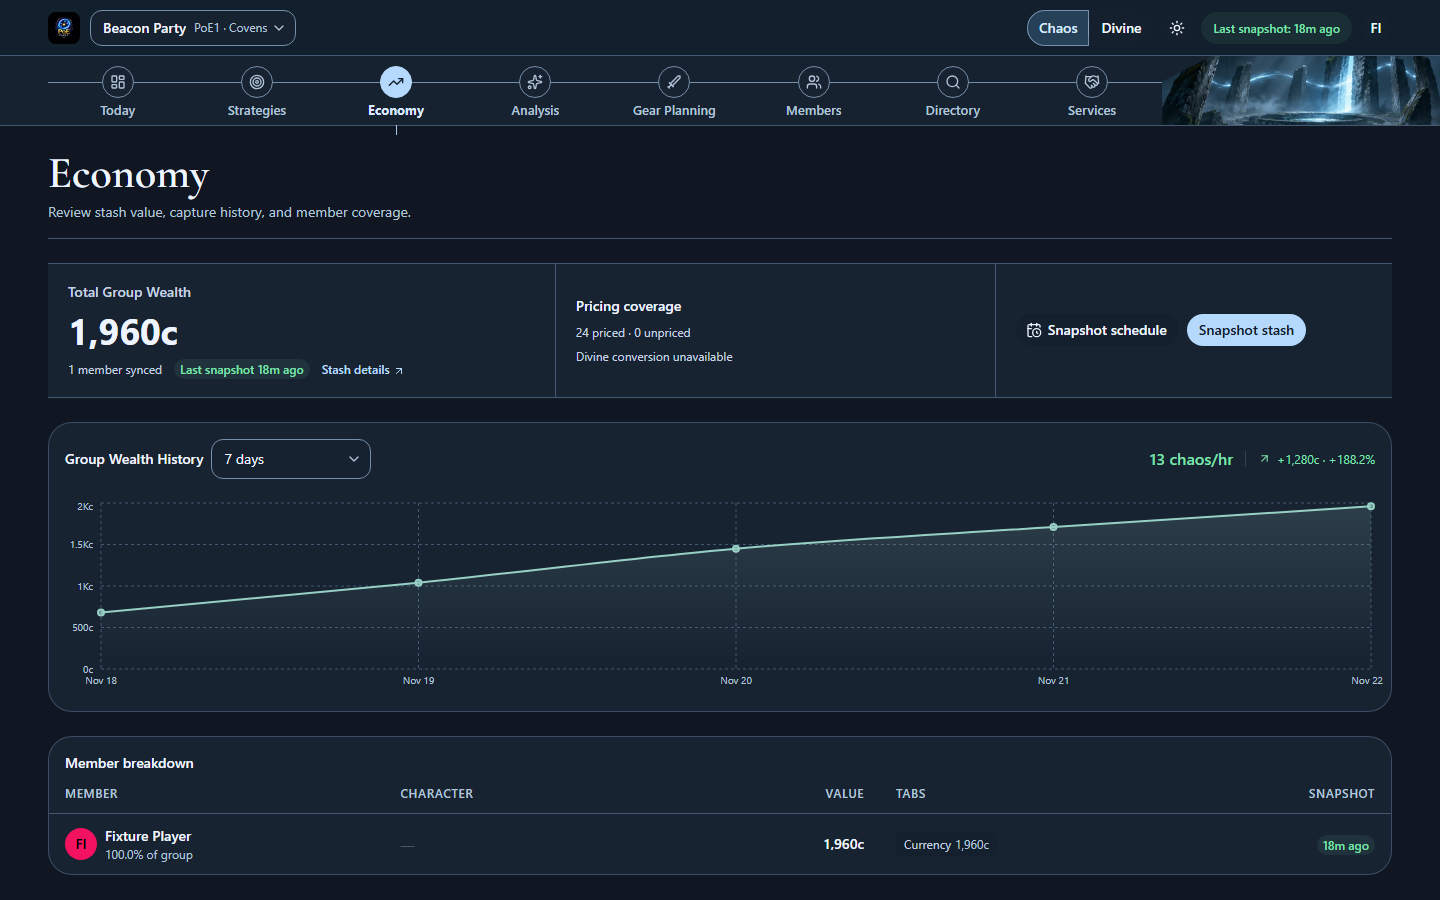 Beacon Party PoE1 · Covens
Chaos Divine
Last snapshot: 18m ago
FI
Today
Strategies
Economy
Analysis
Gear Planning
Members
Directory
Services
Economy
Review stash value, capture history, and member coverage.
Total Group Wealth
1,960c
1 member synced Last snapshot 18m ago Stash details
Pricing coverage
24 priced · 0 unpriced
Divine conversion unavailable
Snapshot schedule Snapshot stash
Group Wealth History 7 days
13 chaos/hr +1,280c · +188.2%
2Kc
1.5Kc
1Kc
500c
0c
Nov 18 Nov 19 Nov 20 Nov 21 Nov 22
Member breakdown
MEMBER CHARACTER VALUE TABS SNAPSHOT
FI Fixture Player — 1,960c Currency 1,960c 18m ago
100.0% of group